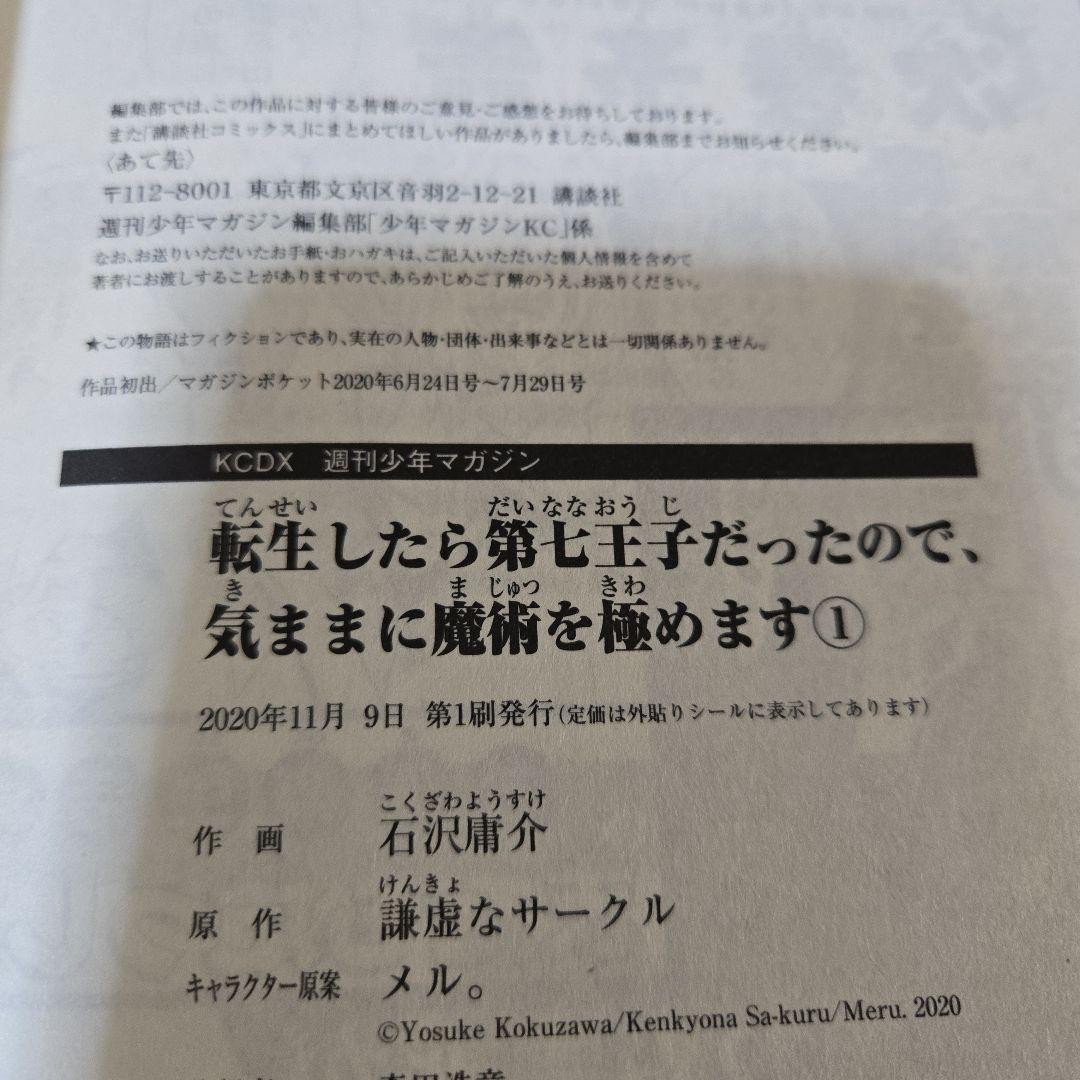 編集部では、この作品に対する皆様のご意見・ご感想をお待ちしております。
また「講談社コミックス」にまとめてほしい作品がありましたら、編集部までお知らせください。
〈あて先〉
〒112-8001 東京都文京区音羽2-12-21 講談社
週刊少年マガジン編集部「少年マガジンKC」係
なお、お送りいただいたお手紙・おハガキは、ご記入いただいた個人情報を含めて
著者にお渡しすることがありますので、あらかじめご了解のうえ、お送りください。
★この物語はフィクションであり、実在の人物・団体・出来事などとは一切関係ありません。
作品初出／マガジンポケット2020年6月24日号〜7月29日号
KCDX 週刊少年マガジン
てんせい だいななおうじ
転生したら第七王子だったので、
き まじゅつ きわ
気ままに魔術を極めます①
2020年11月 9日 第1刷発行(定価は外貼りシールに表示してあります)
こくざわようすけ
作画 石沢庸介
けんきょ
原作 謙虚なサークル
キャラクター原案 メル。
©Yosuke Kokuzawa/Kenkyona Sa-kuru/Meru. 2020